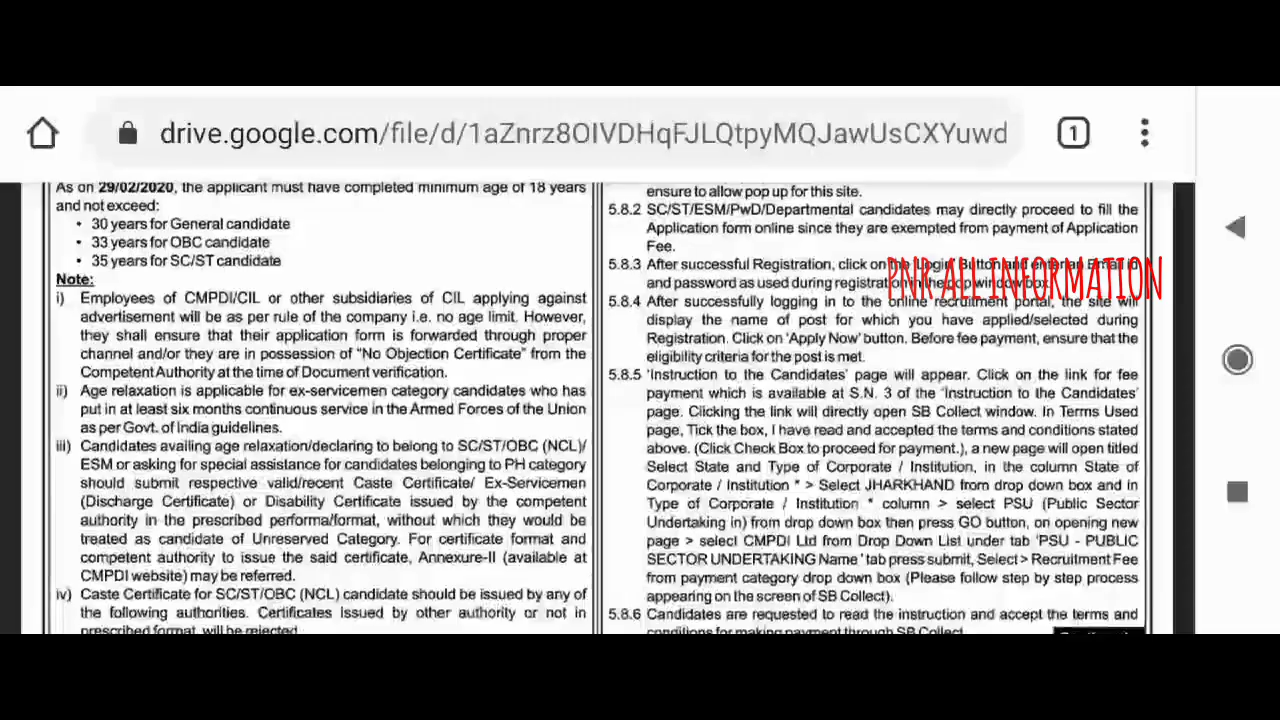 drive.google.com/file/d/1aZnrz8OIVDHqFJLQtpyMQJawUsCXYuwd
1
As on 29/02/2020, the applicant must have completed minimum age of 18 years
and not exceed:
• 30 years for General candidate
• 33 years for OBC candidate
• 35 years for SC/ST candidate
Note:
i) Employees of CMPDI/CIL or other subsidiaries of CIL applying against
advertisement will be as per rule of the company i.e. no age limit. However,
they shall ensure that their application form is forwarded through proper
channel and/or they are in possession of "No Objection Certificate" from the
Competent Authority at the time of Document verification.
ii) Age relaxation is applicable for ex-servicemen category candidates who has
put in at least six months continuous service in the Armed Forces of the Union
as per Govt. of India guidelines.
iii) Candidates availing age relaxation/declaring to belong to SC/ST/OBC (NCL)/
ESM or asking for special assistance for candidates belonging to PH category
should submit respective valid/recent Caste Certificate/ Ex-Servicemen
(Discharge Certificate) or Disability Certificate issued by the competent
authority in the prescribed performa/format, without which they would be
treated as candidate of Unreserved Category. For certificate format and
competent authority to issue the said certificate, Annexure-II (available at
CMPDI website) may be referred.
iv) Caste Certificate for SC/ST/OBC (NCL) candidate should be issued by any of
the following authorities. Certificates issued by other authority or not in
prescribed format, will be rejected
ensure to allow pop up for this site.
5.8.2 SC/ST/ESM/PwD/Departmental candidates may directly proceed to fill the
Application form online since they are exempted from payment of Application
Fee.
5.8.3 After successful Registration, click on the Login Button and enter an Email id
and password as used during registration in the pop window box.
PNR ALL INFORMATION
5.8.4 After successfully logging in to the online recruitment portal, the site will
display the name of post for which you have applied/selected during
Registration. Click on 'Apply Now' button. Before fee payment, ensure that the
eligibility criteria for the post is met.
5.8.5 'Instruction to the Candidates' page will appear. Click on the link for fee
payment which is available at S.N. 3 of the 'Instruction to the Candidates'
page. Clicking the link will directly open SB Collect window. In Terms Used
page, Tick the box, I have read and accepted the terms and conditions stated
above. (Click Check Box to proceed for payment.), a new page will open titled
Select State and Type of Corporate / Institution, in the column State of
Corporate / Institution * > Select JHARKHAND from drop down box and in
Type of Corporate / Institution * column > select PSU (Public Sector
Undertaking in) from drop down box then press GO button, on opening new
page > select CMPDI Ltd from Drop Down List under tab 'PSU - PUBLIC
SECTOR UNDERTAKING Name ' tab press submit, Select > Recruitment Fee
from payment category drop down box (Please follow step by step process
appearing on the screen of SB Collect).
5.8.6 Candidates are requested to read the instruction and accept the terms and
conditions for making payment through SB Collect